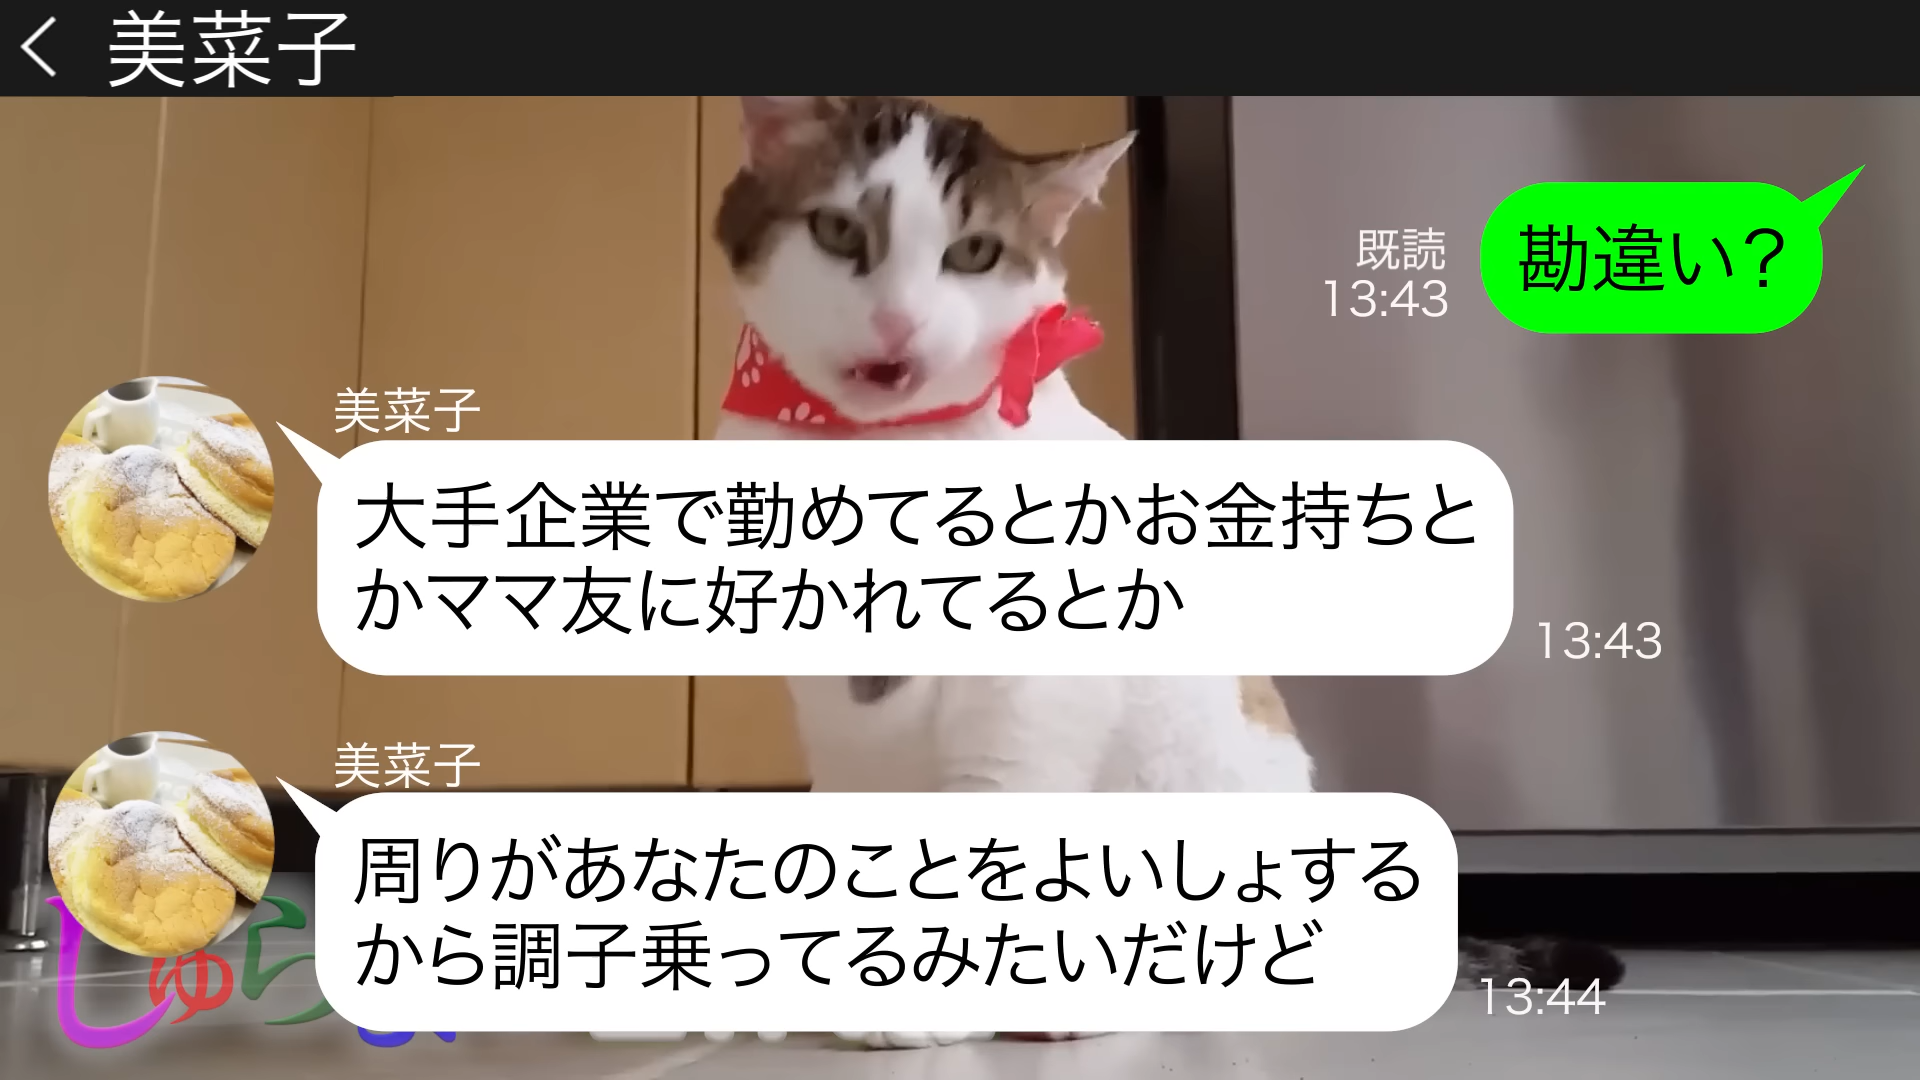 美菜子
勘違い？
既読
13:43
美菜子
大手企業で勤めてるとかお金持ちと
かママ友に好かれてるとか
13:43
美菜子
周りがあなたのことをよいしょする
から調子乗ってるみたいだけど
13:44
しゅら